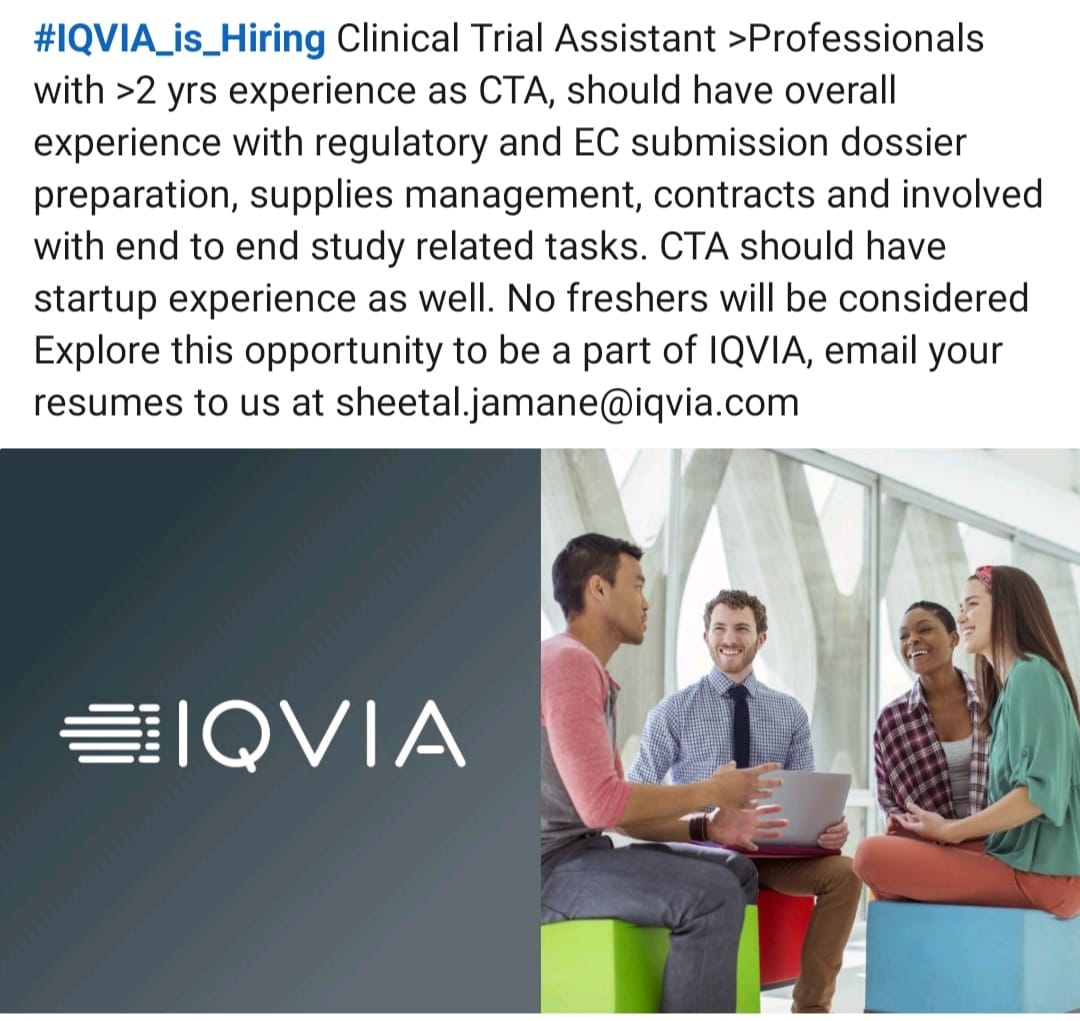 #IQVIA_is_Hiring Clinical Trial Assistant >Professionals
with >2 yrs experience as CTA, should have overall
experience with regulatory and EC submission dossier
preparation, supplies management, contracts and involved
with end to end study related tasks. CTA should have
startup experience as well. No freshers will be considered
Explore this opportunity to be a part of IQVIA, email your
resumes to us at sheetal.jamane@iqvia.com
IQVIA